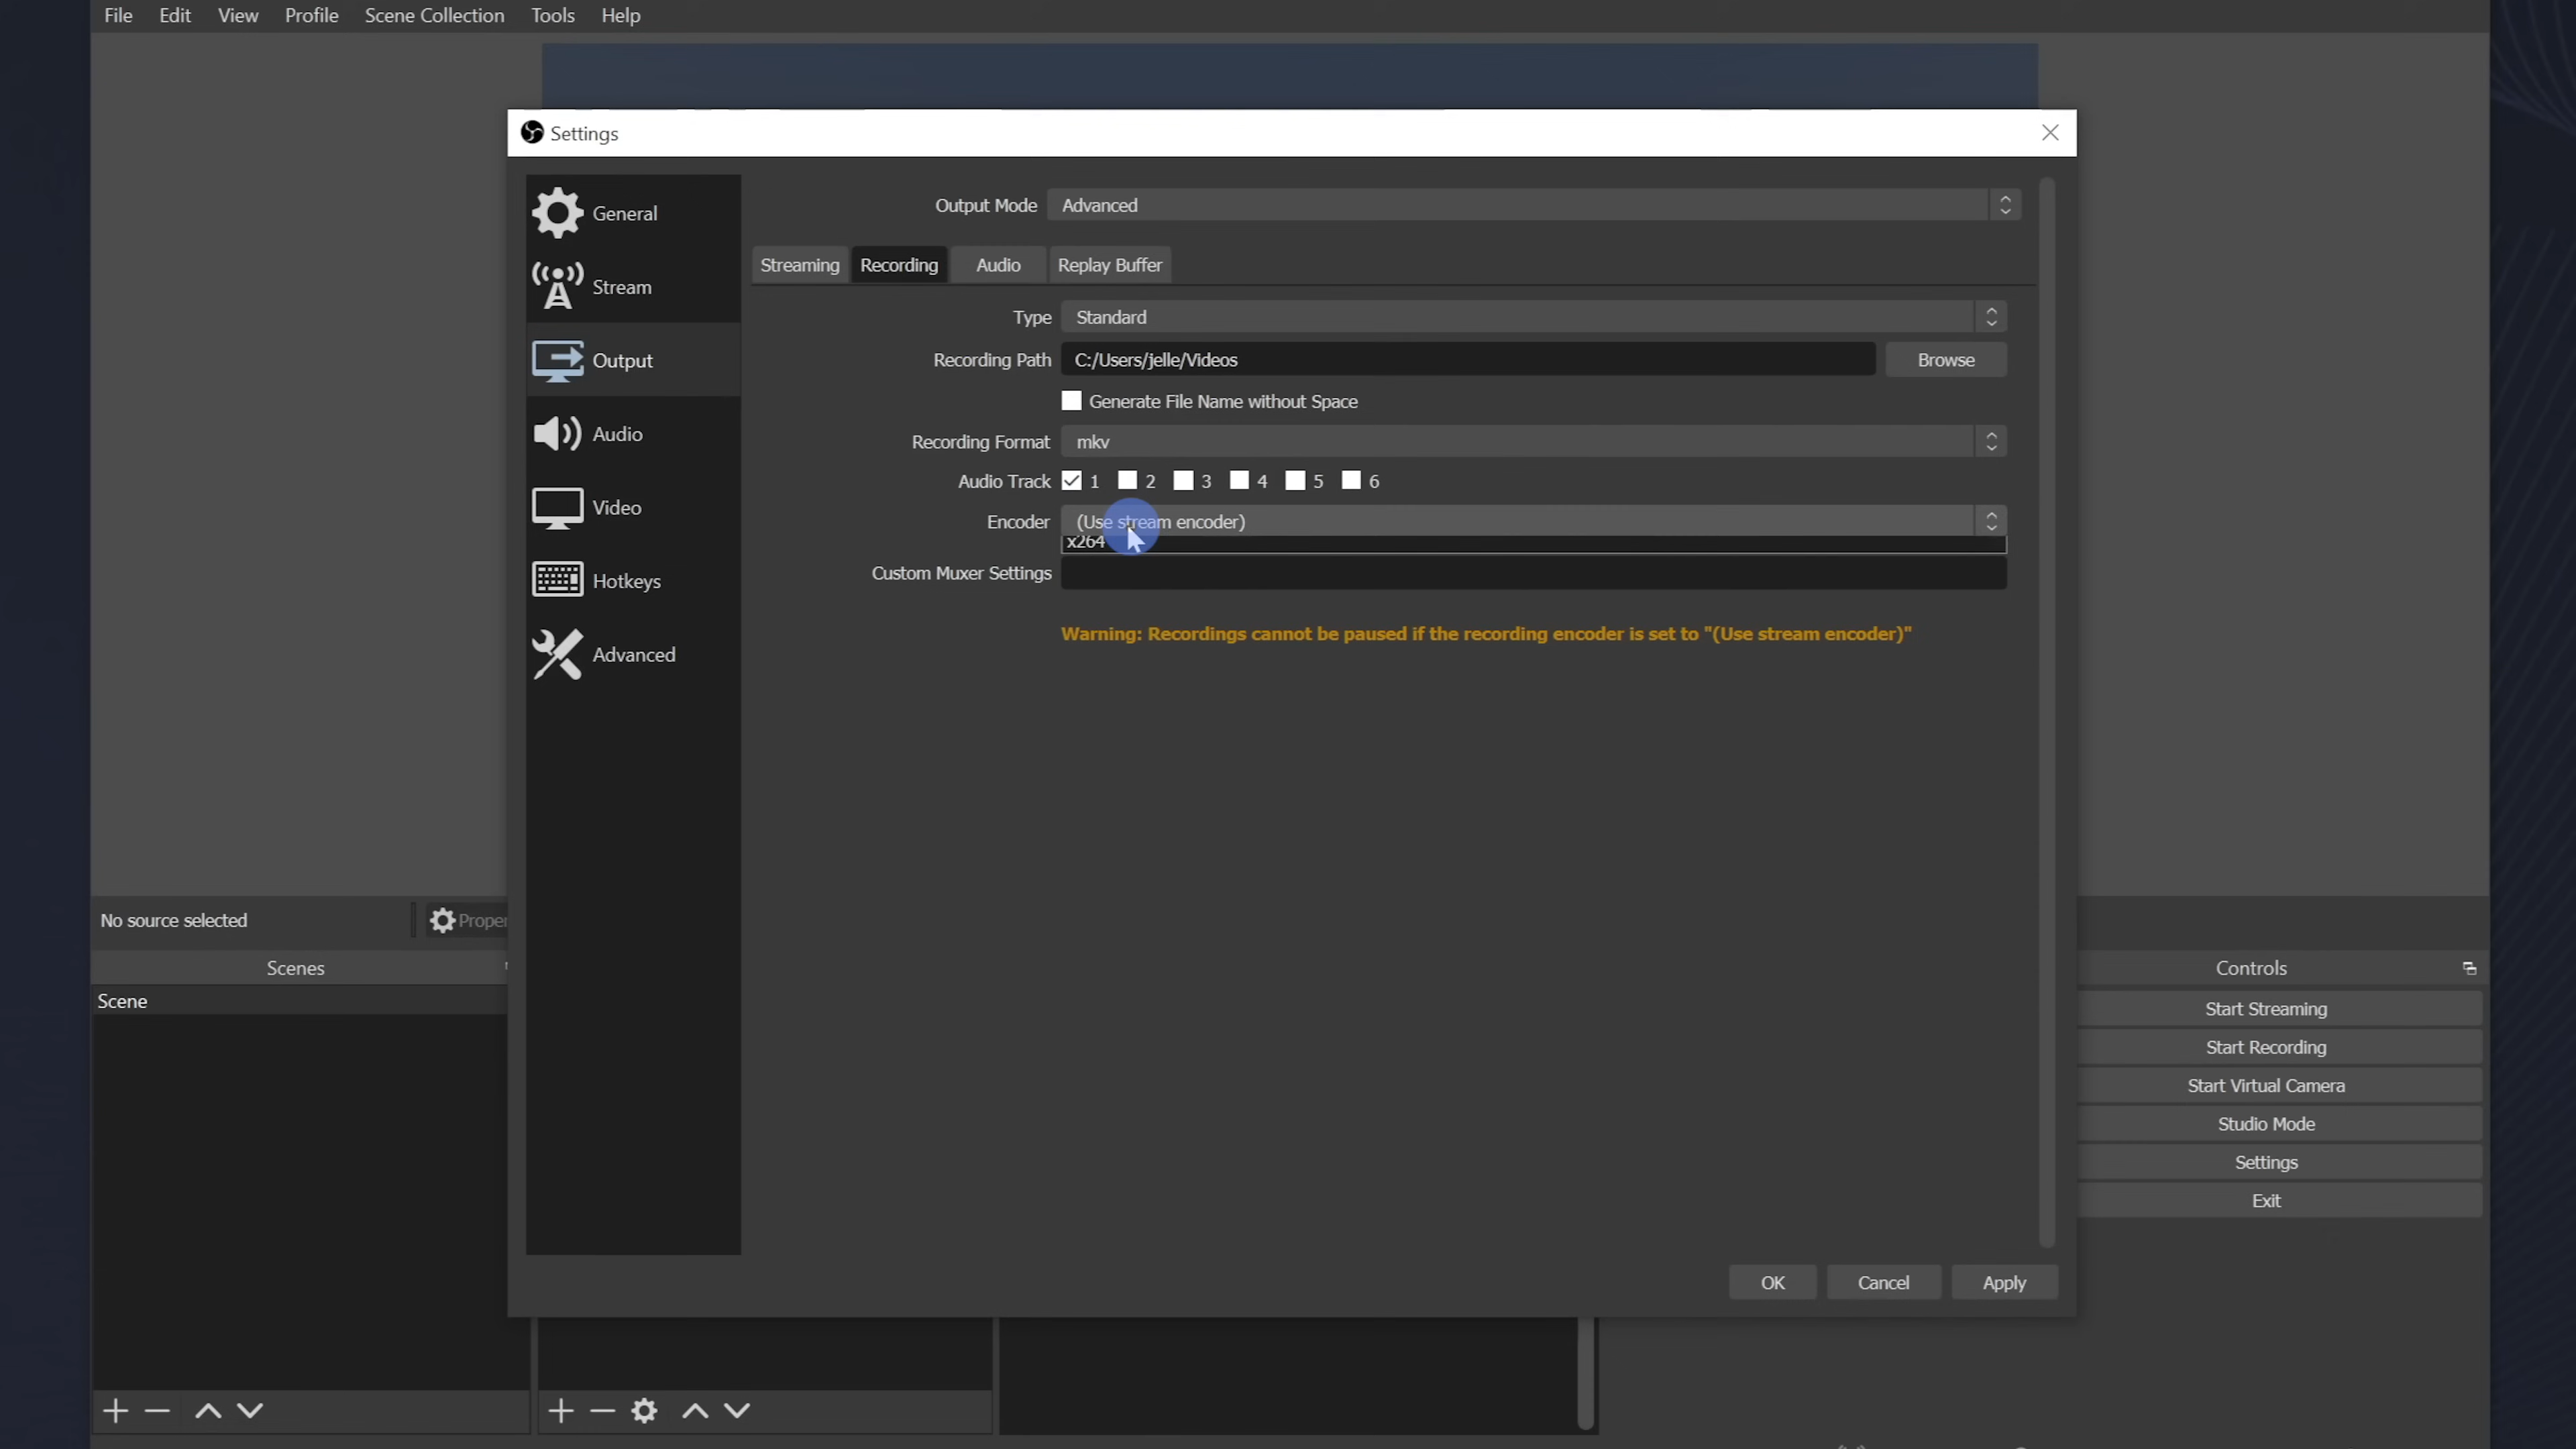 File Edit View Profile Scene Collection Tools Help
Settings
General
Stream
Output
Audio
Video
Hotkeys
Advanced
Output Mode Advanced
Streaming Recording Audio Replay Buffer
Type Standard
Recording Path C:/Users/jelle/Videos Browse
Generate File Name without Space
Recording Format mkv
Audio Track 1 2 3 4 5 6
Encoder (Use stream encoder)
x264
Custom Muxer Settings
Warning: Recordings cannot be paused if the recording encoder is set to "(Use stream encoder)"
OK Cancel Apply
No source selected
Scenes
Scene
Controls
Start Streaming
Start Recording
Start Virtual Camera
Studio Mode
Settings
Exit